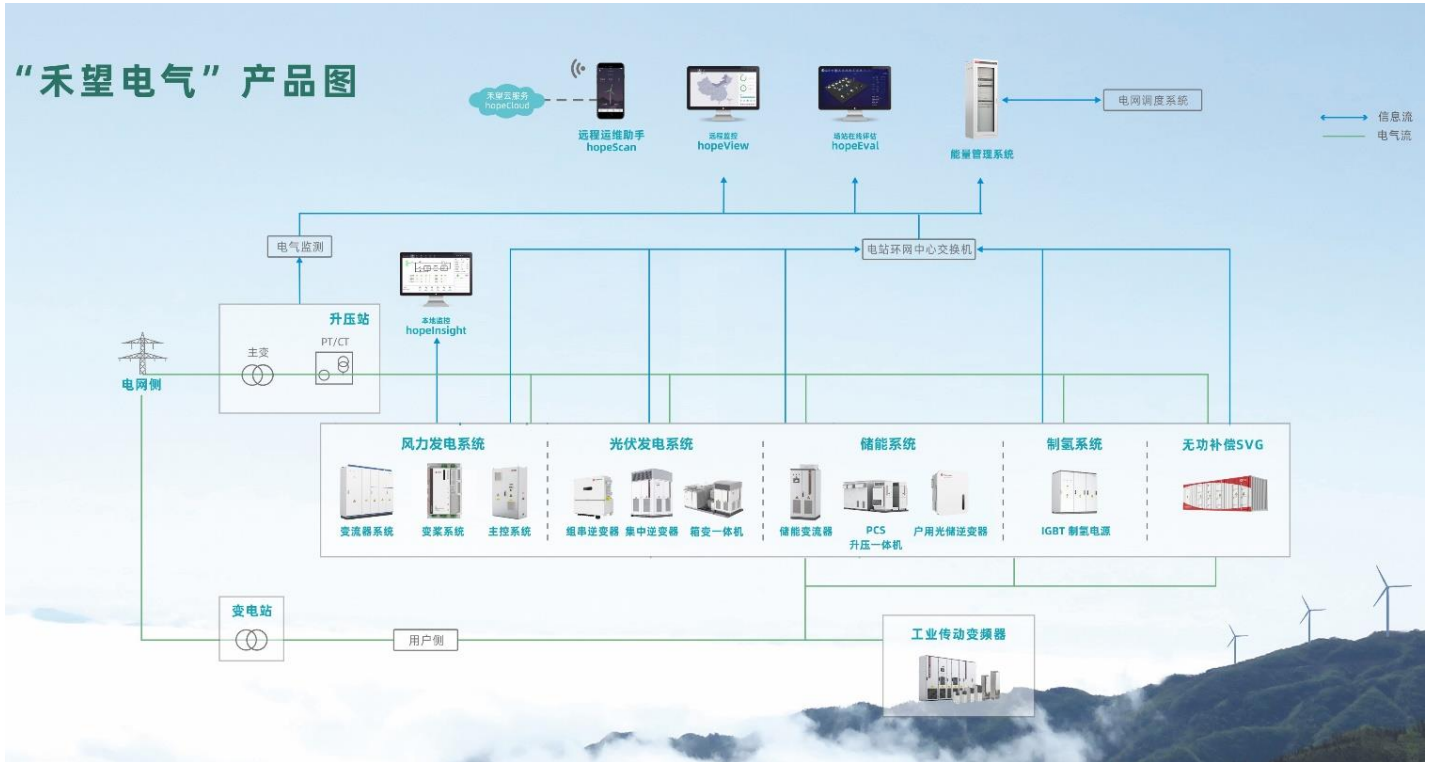 “禾望电气”产品图
禾望云服务
hopeCloud
远程运维助手
hopeScan
远程监控
hopeView
场站在线评估
hopeEval
能量管理系统
电网调度系统
信息流
电气流
电气监测
电站环网中心交换机
本地监控
hopeInsight
升压站
主变
PT/CT
电网侧
风力发电系统
变流器系统
变桨系统
主控系统
光伏发电系统
组串逆变器
集中逆变器
箱变一体机
储能系统
储能变流器
PCS
升压一体机
户用光储逆变器
制氢系统
IGBT 制氢电源
无功补偿SVG
变电站
用户侧
工业传动变频器